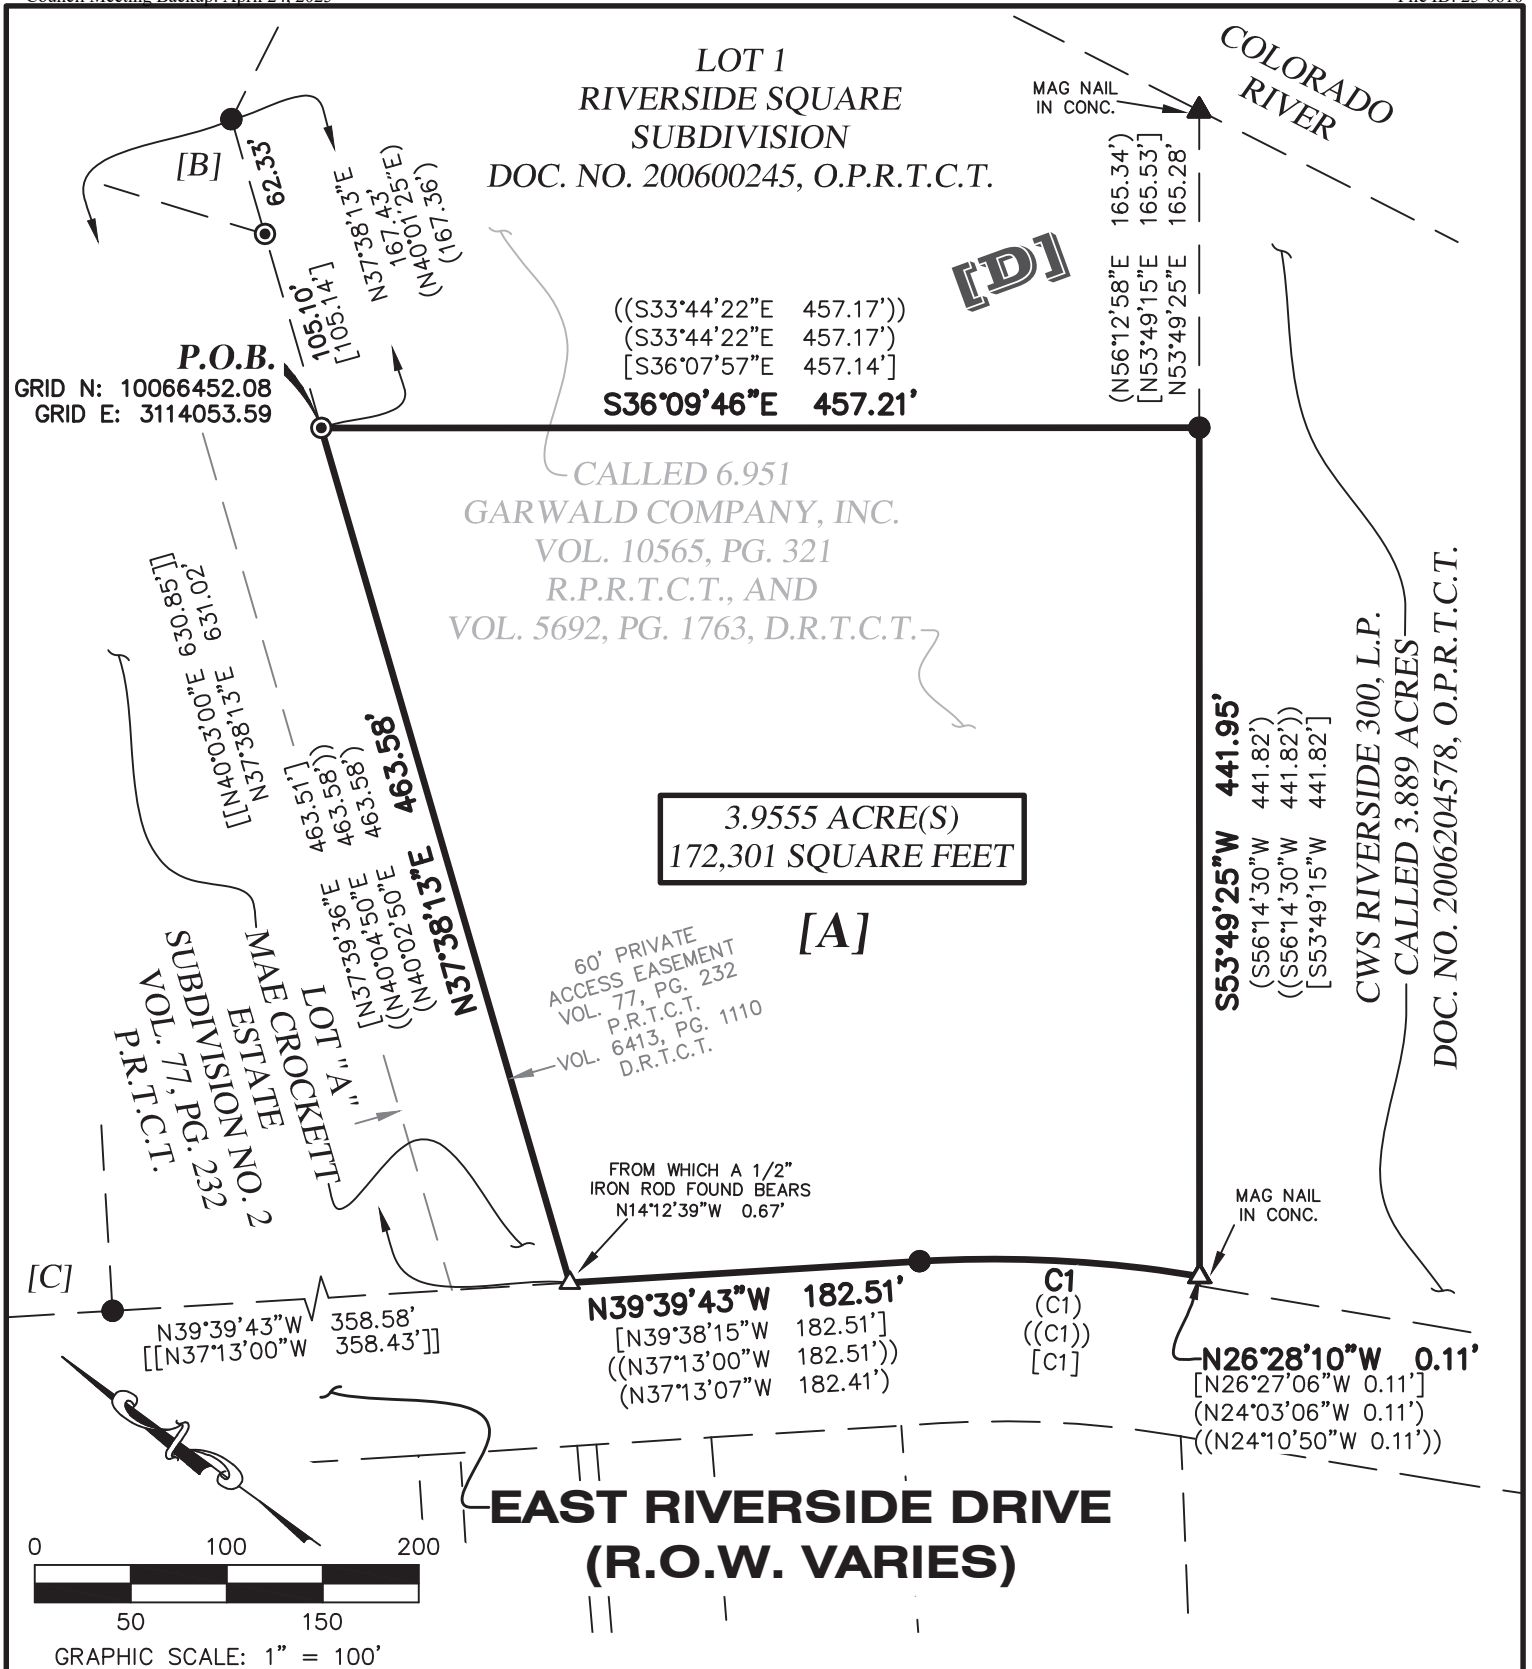 LOT 1
RIVERSIDE SQUARE
SUBDIVISION
DOC. NO. 200600245, O.P.R.T.C.T.
MAG NAIL
IN CONC.
COLORADO
RIVER
[B]
62.33'
105.10'
[105.14']
N37°38'13"E
167.43'
(N40°01'25"E)
(167.36')
[D]
(N56°12'58"E 165.34')
[N53°49'15"E 165.53']
N53°49'25"E 165.28'
((S33°44'22"E 457.17'))
(S33°44'22"E 457.17')
[S36°07'57"E 457.14']
S36°09'46"E 457.21'
P.O.B.
GRID N: 10066452.08
GRID E: 3114053.59
CALLED 6.951
GARWALD COMPANY, INC.
VOL. 10565, PG. 321
R.P.R.T.C.T., AND
VOL. 5692, PG. 1763, D.R.T.C.T.
[[N40°03'00"E 630.85']]
N37°38'13"E 631.02'
[N37°39'36"E 463.51']
((N40°04'50"E 463.58'))
(N40°02'50"E 463.58')
N37°38'13"E 463.58'
3.9555 ACRE(S)
172,301 SQUARE FEET
[A]
S53°49'25"W 441.95'
(S56°14'30"W 441.82')
((S56°14'30"W 441.82'))
[S53°49'15"W 441.82']
CWS RIVERSIDE 300, L.P.
CALLED 3.889 ACRES
DOC. NO. 2006204578, O.P.R.T.C.T.
60' PRIVATE
ACCESS EASEMENT
VOL. 77, PG. 232
P.R.T.C.T.
VOL. 6413, PG. 1110
D.R.T.C.T.
LOT "A"
MAE CROCKETT
ESTATE
SUBDIVISION NO. 2
VOL. 77, PG. 232
P.R.T.C.T.
FROM WHICH A 1/2"
IRON ROD FOUND BEARS
N14°12'39"W 0.67'
MAG NAIL
IN CONC.
[C]
N39°39'43"W 358.58'
[[N37°13'00"W 358.43']]
N39°39'43"W 182.51'
[N39°38'15"W 182.51']
((N37°13'00"W 182.51'))
(N37°13'07"W 182.41')
C1
(C1)
((C1))
[C1]
N26°28'10"W 0.11'
[N26°27'06"W 0.11']
(N24°03'06"W 0.11')
((N24°10'50"W 0.11'))
EAST RIVERSIDE DRIVE
(R.O.W. VARIES)
0 100 200
50 150
GRAPHIC SCALE: 1" = 100'